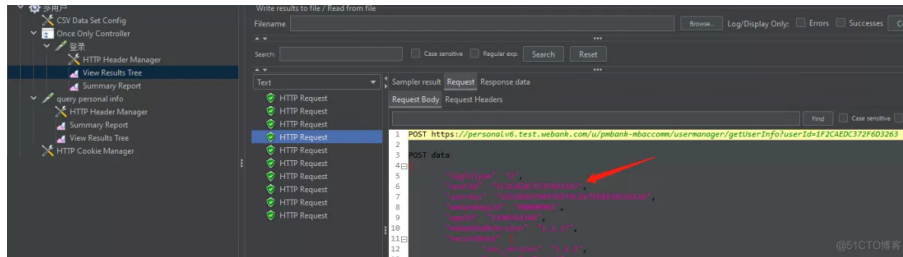 多用户
CSV Data Set Config
Once Only Controller
登录
HTTP Header Manager
View Results Tree
Summary Report
query personal info
HTTP Header Manager
Summary Report
View Results Tree
HTTP Cookie Manager
Write results to file / Read from file
Filename
Browse...
Log/Display Only:
Errors
Successes
Search:
Case sensitive
Regular exp.
Search
Reset
Text
HTTP Request
HTTP Request
HTTP Request
HTTP Request
HTTP Request
HTTP Request
HTTP Request
HTTP Request
HTTP Request
HTTP Request
Sampler result Request Response data
Request Body Request Headers
Find
Case sensitive
1 POST https://personalv6.test.webank.com/u/pmbank-mbaccomm/usermanager/getUserInfo?userId=1F2CAEDC372F6D3263
2
3 POST data
4
5
6
7
8
9
10
11
12
@51CTO博客